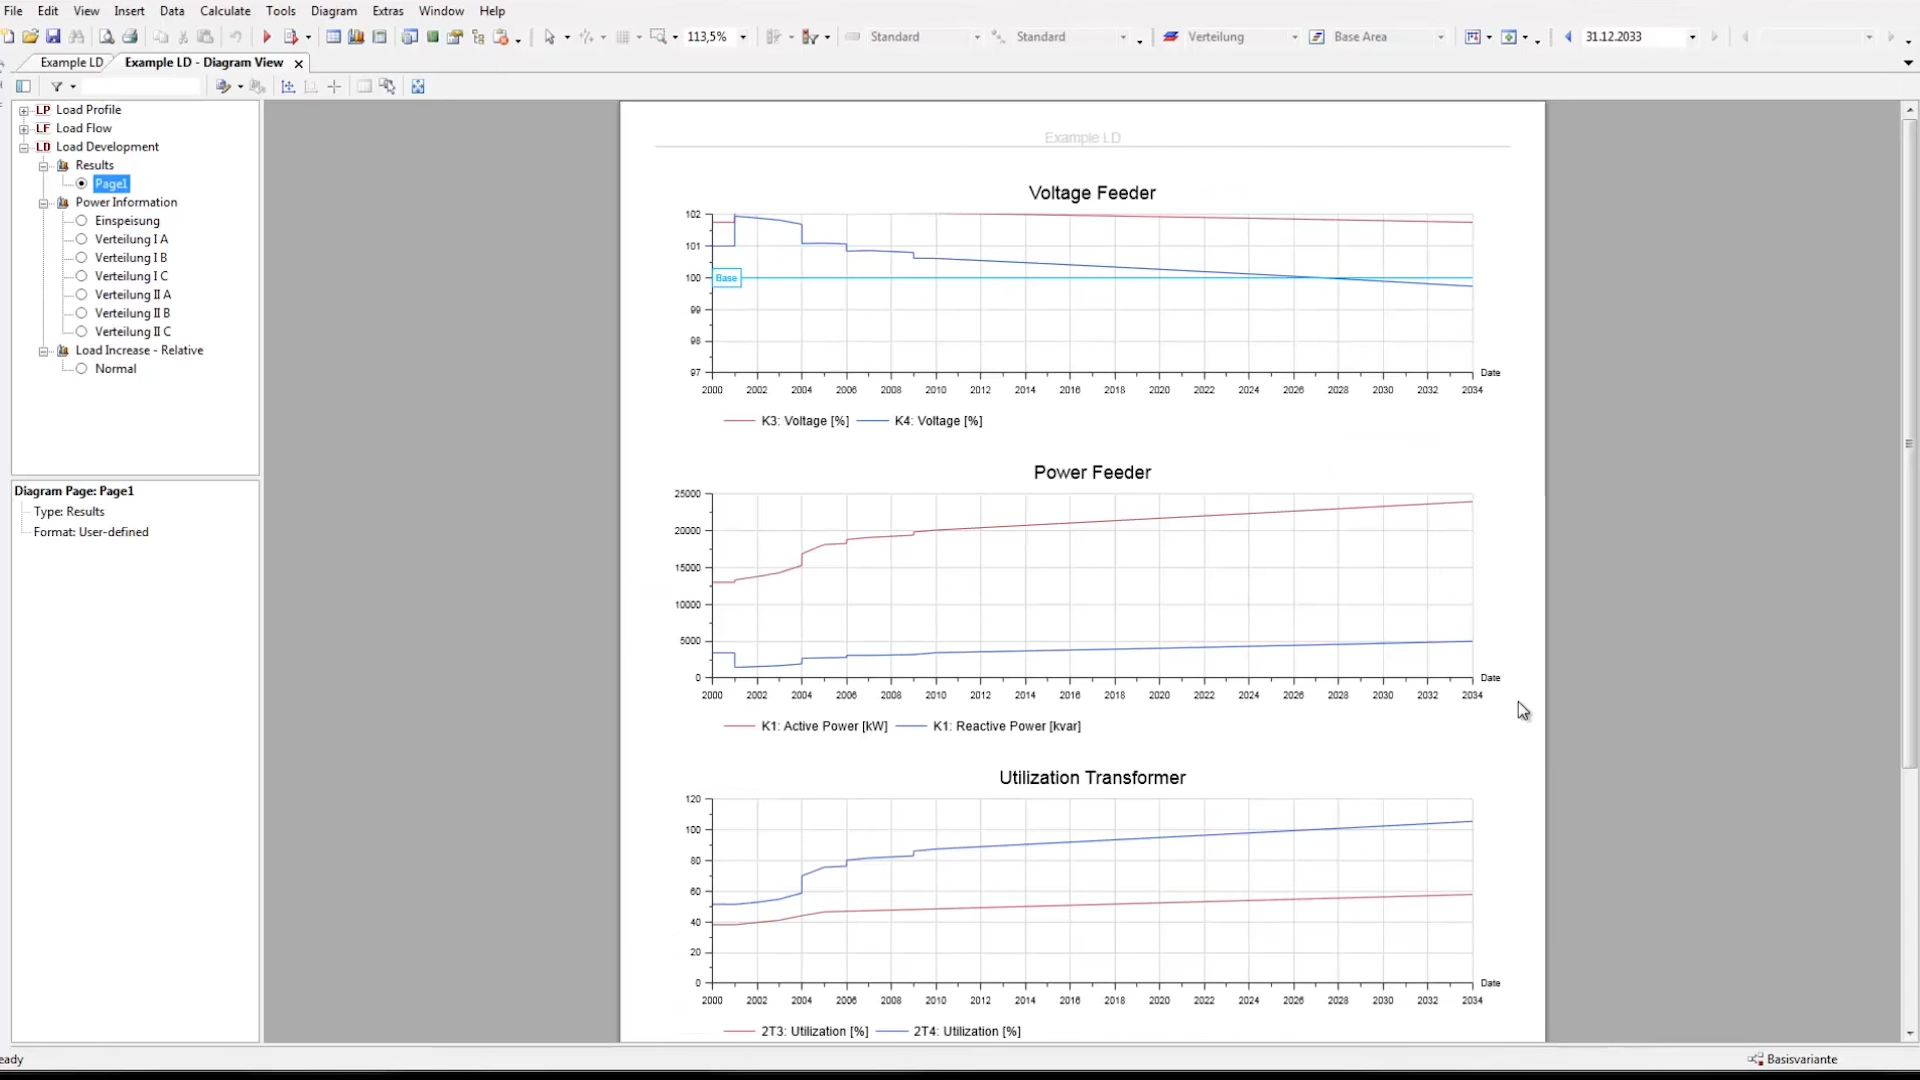 File Edit View Insert Data Calculate Tools Diagram Extras Window Help
113,5% Standard Standard Verteilung Base Area 31.12.2033
Example LD Example LD - Diagram View
LP Load Profile
LF Load Flow
LD Load Development
Results
Page1
Power Information
Einspeisung
Verteilung I A
Verteilung I B
Verteilung I C
Verteilung II A
Verteilung II B
Verteilung II C
Load Increase - Relative
Normal
Diagram Page: Page1
Type: Results
Format: User-defined
Example LD
Voltage Feeder
102
101
100
99
98
97
Base
Date
2000 2002 2004 2006 2008 2010 2012 2014 2016 2018 2020 2022 2024 2026 2028 2030 2032 2034
K3: Voltage [%] K4: Voltage [%]
Power Feeder
25000
20000
15000
10000
5000
0
Date
2000 2002 2004 2006 2008 2010 2012 2014 2016 2018 2020 2022 2024 2026 2028 2030 2032 2034
K1: Active Power [kW] K1: Reactive Power [kvar]
Utilization Transformer
120
100
80
60
40
20
0
Date
2000 2002 2004 2006 2008 2010 2012 2014 2016 2018 2020 2022 2024 2026 2028 2030 2032 2034
2T3: Utilization [%] 2T4: Utilization [%]
eady
Basisvariante